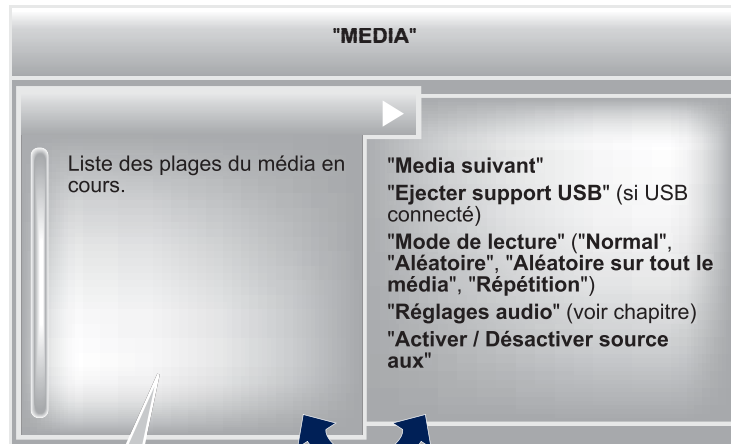 "MEDIA"
Liste des plages du média en
cours.
"Media suivant"
"Ejecter support USB" (si USB
connecté)
"Mode de lecture" ("Normal",
"Aléatoire", "Aléatoire sur tout le
média", "Répétition")
"Réglages audio" (voir chapitre)
"Activer / Désactiver source
aux"